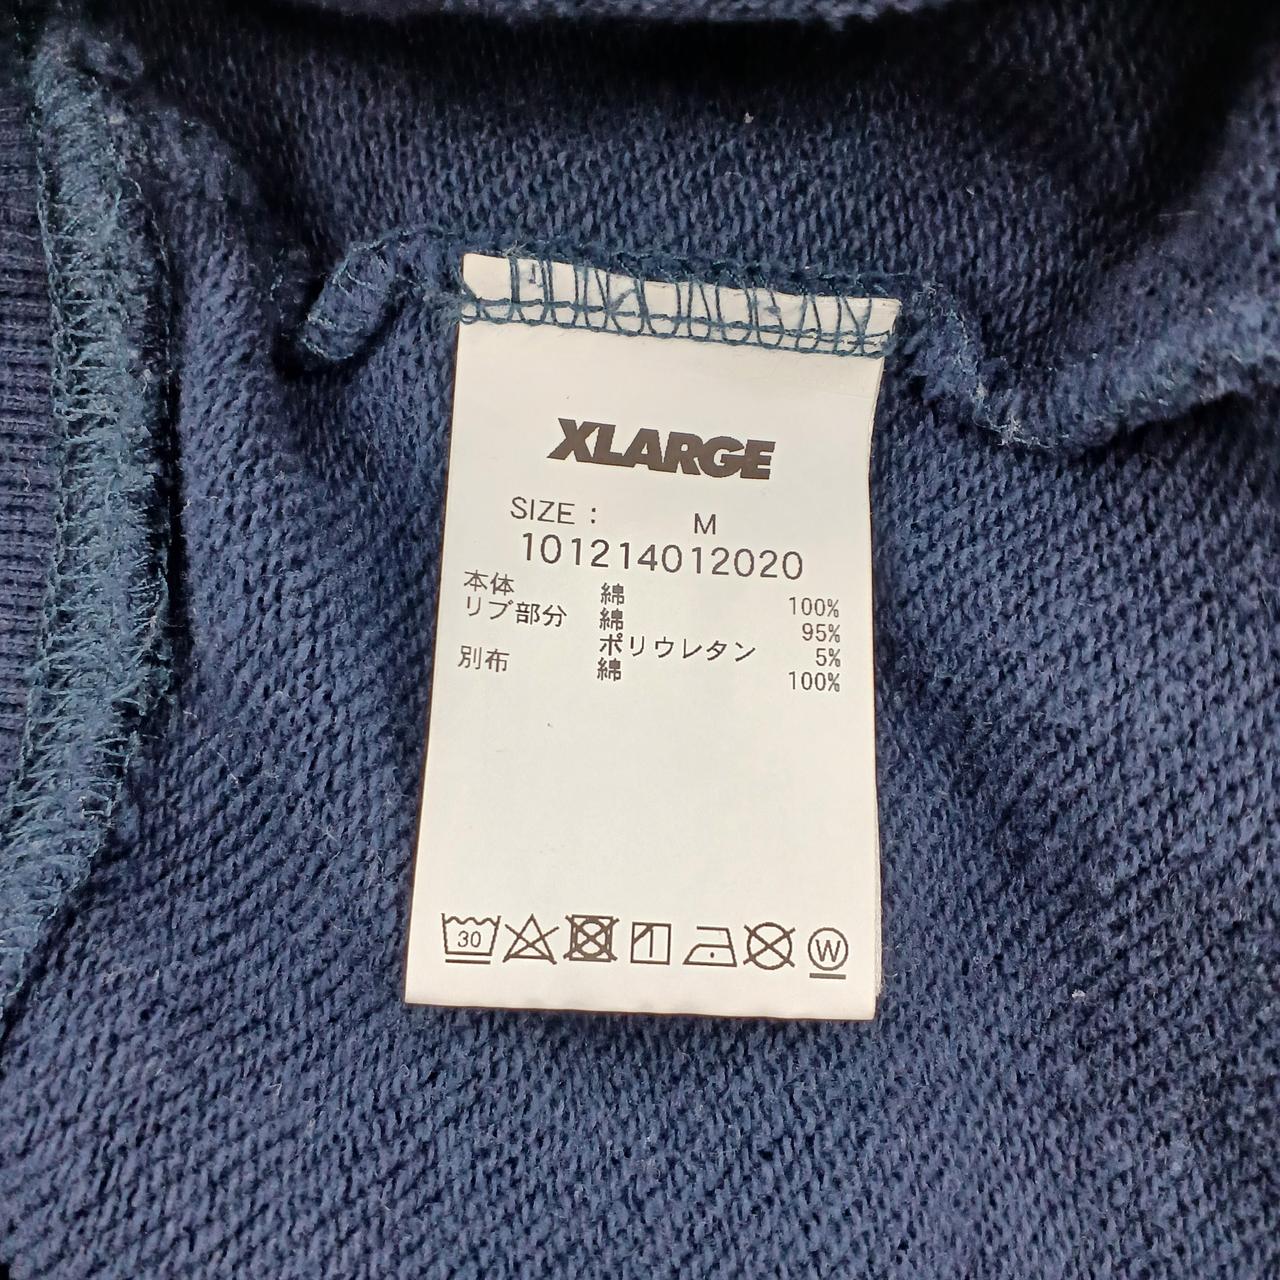 XLARGE
SIZE : M
101214012020
本体 綿 100%
リブ部分 綿 95%
ポリウレタン 5%
別布 綿 100%
30 W